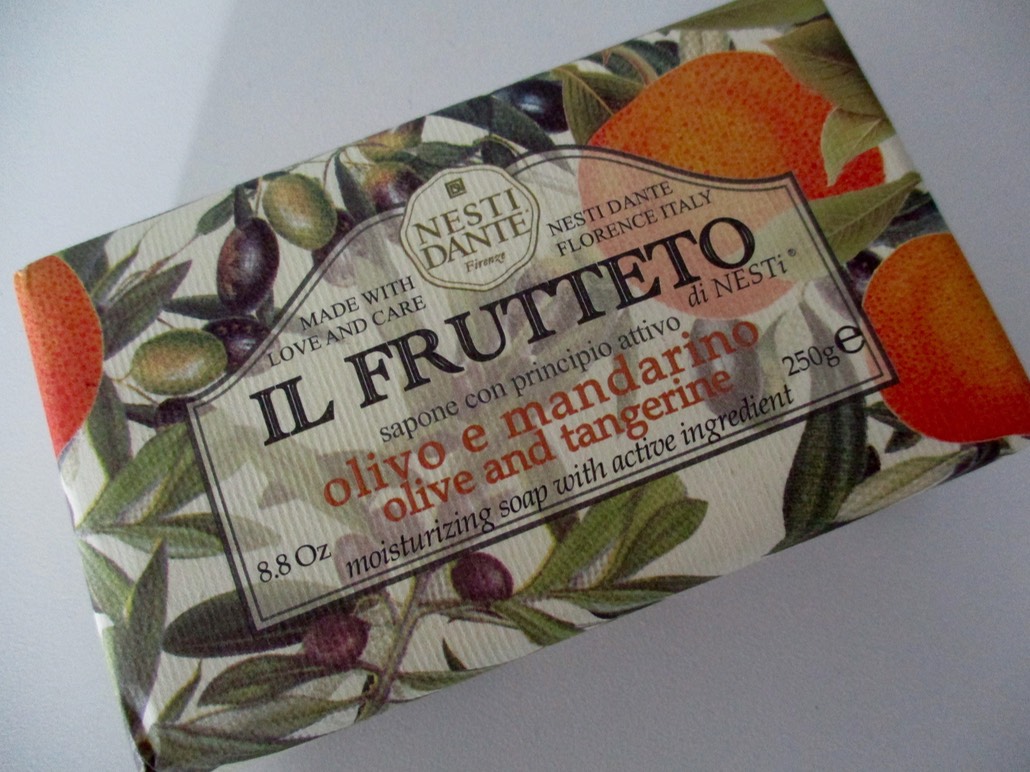 NESTI
DANTE
Firenze
MADE WITH
LOVE AND CARE
NESTI DANTE
FLORENCE ITALY
IL FRUTTETO
di NESTi®
sapone con principio attivo
olivo e mandarino
olive and tangerine
moisturizing soap with active ingredient
8.8 Oz
250g ℮